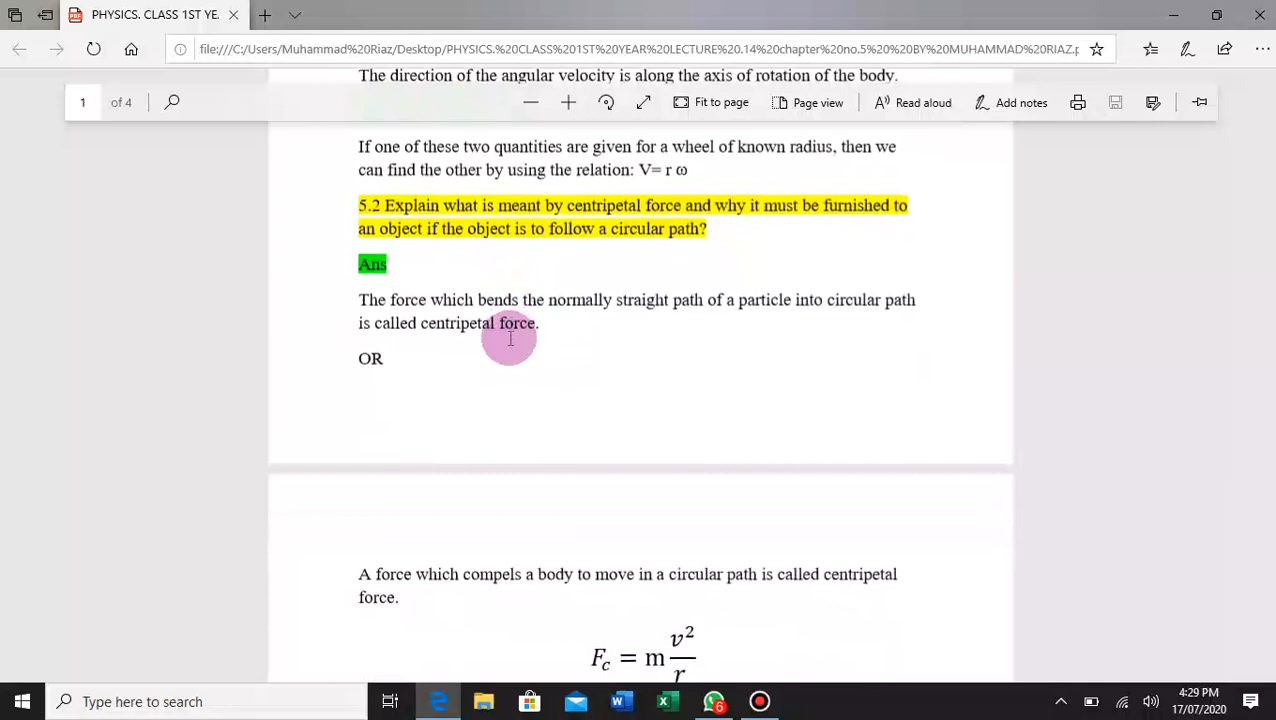 PHYSICS. CLASS 1ST YE
file:///C:/Users/Muhammad%20Riaz/Desktop/PHYSICS.%20CLASS%201ST%20YEAR%20LECTURE%20.14%20chapter%20no.5%20%20BY%20MUHAMMAD%20RIAZ.p
The direction of the angular velocity is along the axis of rotation of the body.
1 of 4 Fit to page Page view Read aloud Add notes
If one of these two quantities are given for a wheel of known radius, then we
can find the other by using the relation: V= r ω
5.2 Explain what is meant by centripetal force and why it must be furnished to
an object if the object is to follow a circular path?
Ans
The force which bends the normally straight path of a particle into circular path
is called centripetal force.
OR
A force which compels a body to move in a circular path is called centripetal
force.
F_c = m v²/r
Type here to search
6
4:29 PM
17/07/2020